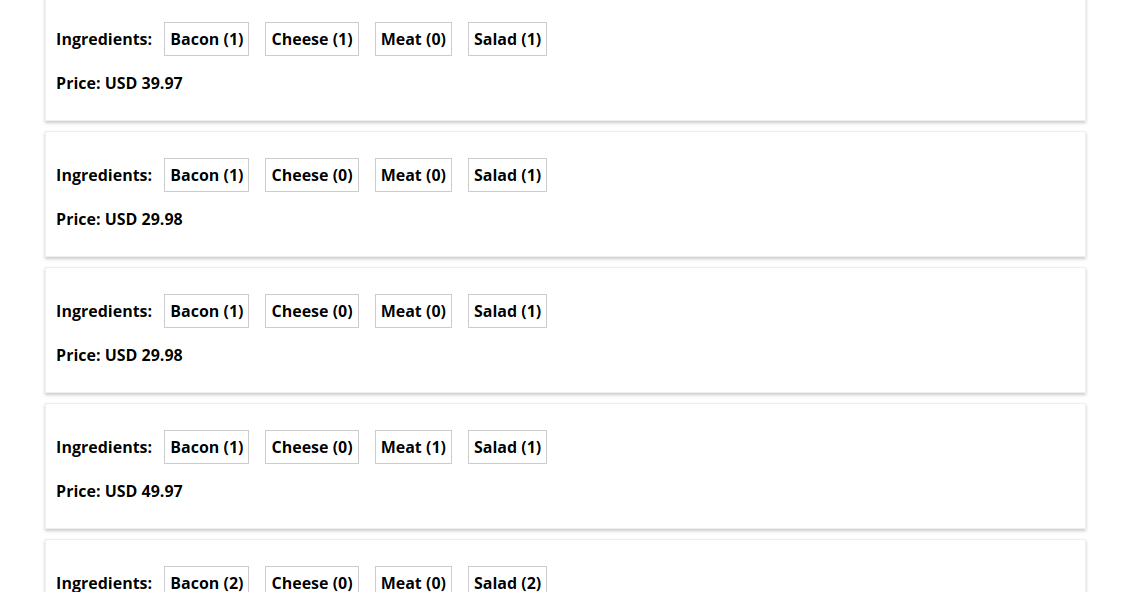 Ingredients: Bacon (1) Cheese (1) Meat (0) Salad (1)
Price: USD 39.97
Ingredients: Bacon (1) Cheese (0) Meat (0) Salad (1)
Price: USD 29.98
Ingredients: Bacon (1) Cheese (0) Meat (0) Salad (1)
Price: USD 29.98
Ingredients: Bacon (1) Cheese (0) Meat (1) Salad (1)
Price: USD 49.97
Ingredients: Bacon (2) Cheese (0) Meat (0) Salad (2)